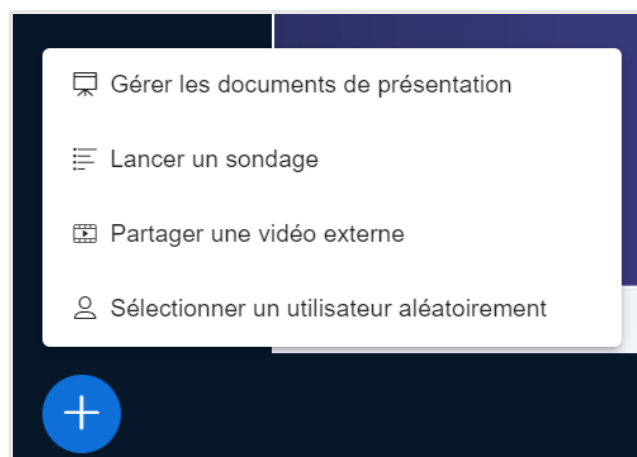 Gérer les documents de présentation
Lancer un sondage
Partager une vidéo externe
Sélectionner un utilisateur aléatoirement